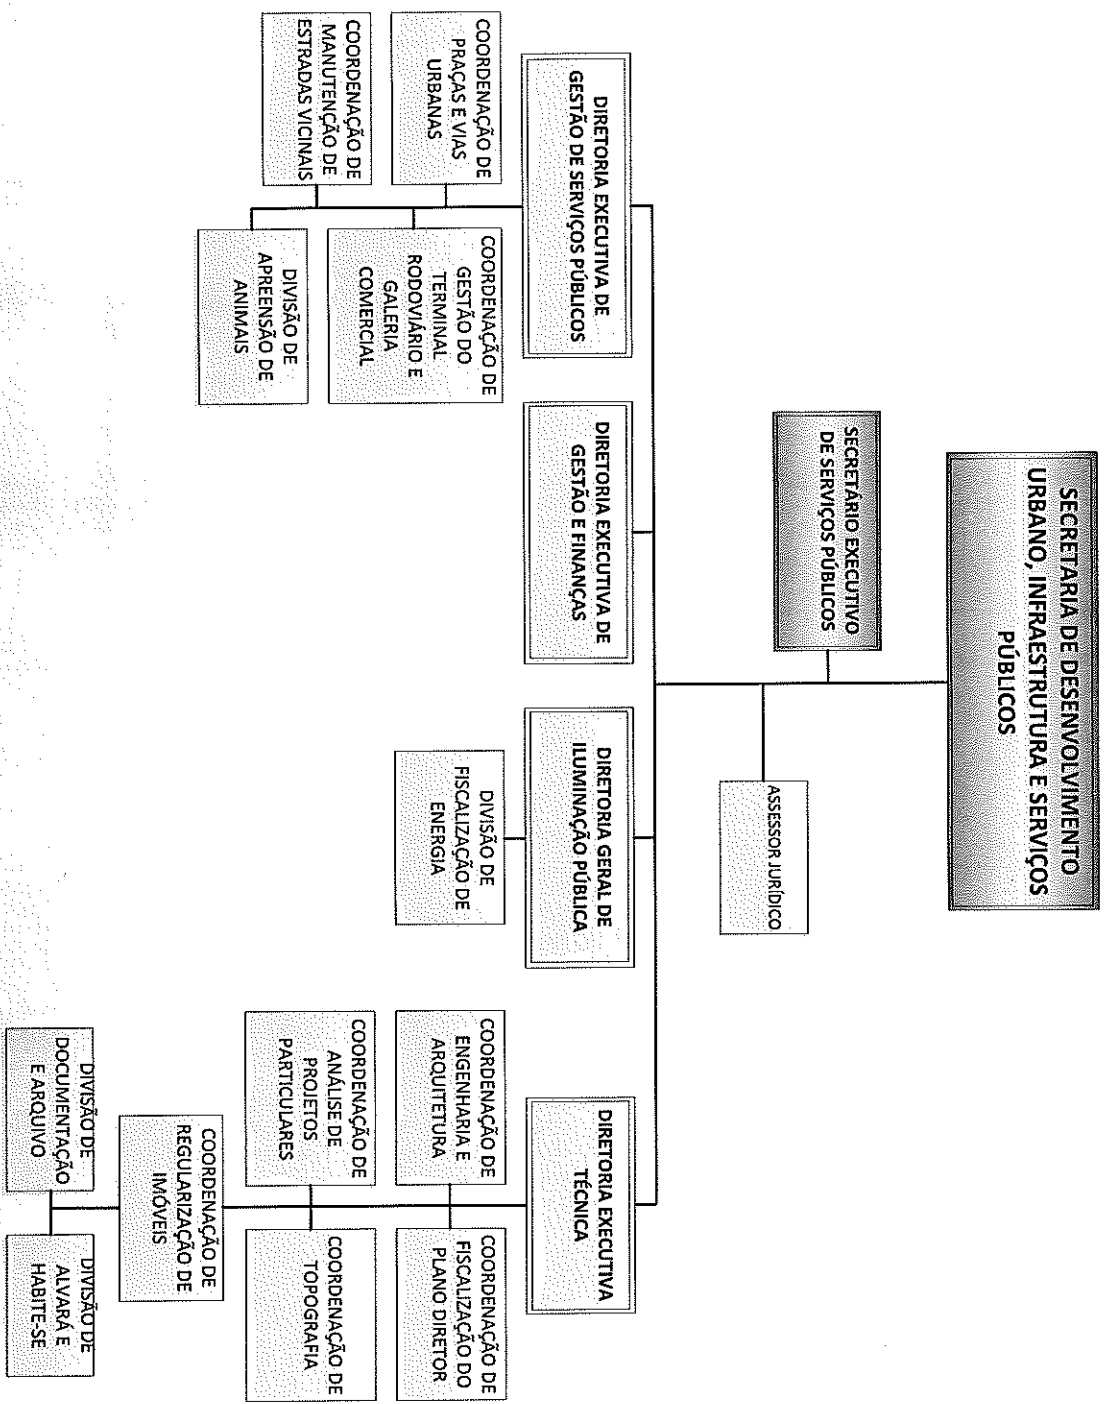 SECRETARIA DE DESENVOLVIMENTO
URBANO, INFRAESTRUTURA E SERVIÇOS
PÚBLICOS
SECRETÁRIO EXECUTIVO
DE SERVIÇOS PÚBLICOS
ASSESSOR JURÍDICO
DIRETORIA EXECUTIVA DE
GESTÃO DE SERVIÇOS PÚBLICOS
COORDENAÇÃO DE
PRAÇAS E VIAS
URBANAS
COORDENAÇÃO DE
GESTÃO DO
TERMINAL
RODOVIÁRIO E
GALERIA
COMERCIAL
COORDENAÇÃO DE
MANUTENÇÃO DE
ESTRADAS VICINAIS
DIVISÃO DE
APREENSÃO DE
ANIMAIS
DIRETORIA EXECUTIVA DE
GESTÃO E FINANÇAS
DIRETORIA GERAL DE
ILUMINAÇÃO PÚBLICA
DIVISÃO DE
FISCALIZAÇÃO DE
ENERGIA
DIRETORIA EXECUTIVA
TÉCNICA
COORDENAÇÃO DE
ENGENHARIA E
ARQUITETURA
COORDENAÇÃO DE
FISCALIZAÇÃO DO
PLANO DIRETOR
COORDENAÇÃO DE
ANÁLISE DE
PROJETOS
PARTICULARES
COORDENAÇÃO DE
TOPOGRAFIA
COORDENAÇÃO DE
REGULARIZAÇÃO DE
IMÓVEIS
DIVISÃO DE
DOCUMENTAÇÃO
E ARQUIVO
DIVISÃO DE
ALVARÁ E
HABITE-SE